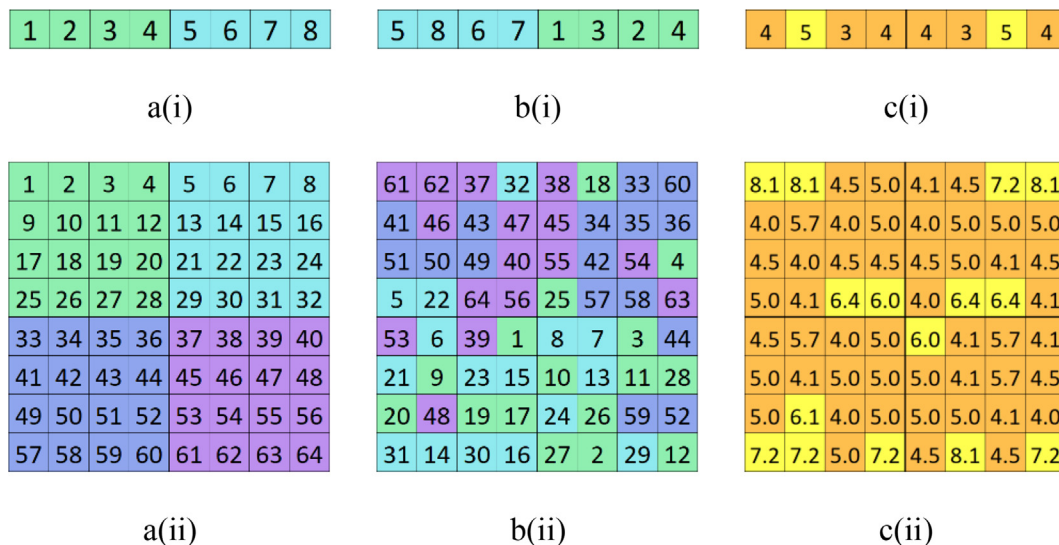 1 2 3 4 5 6 7 8 5 8 6 7 1 3 2 4 4 5 3 4 4 3 5 4
a(i) b(i) c(i)
1 2 3 4 5 6 7 8 61 62 37 32 38 18 33 60 8.1 8.1 4.5 5.0 4.1 4.5 7.2 8.1
9 10 11 12 13 14 15 16 41 46 43 47 45 34 35 36 4.0 5.7 4.0 4.0 4.0 5.0 5.0 5.0
17 18 19 20 21 22 23 24 51 50 49 40 55 42 54 4 4.5 4.0 4.5 4.5 4.5 5.0 4.1 4.5
25 26 27 28 29 30 31 32 5 22 64 56 25 57 58 63 5.0 4.1 6.4 6.0 4.0 6.4 6.4 4.1
33 34 35 36 37 38 39 40 53 6 39 1 8 7 3 44 4.5 5.7 4.0 5.0 6.0 4.1 5.7 4.1
41 42 43 44 45 46 47 48 21 9 23 15 10 13 11 28 5.0 4.1 5.0 5.0 5.0 4.1 5.7 4.5
49 50 51 52 53 54 55 56 20 48 19 17 24 26 59 52 5.0 6.1 4.0 5.0 5.0 5.0 4.1 4.0
57 58 59 60 61 62 63 64 31 14 30 16 27 2 29 12 7.2 7.2 5.0 7.2 4.5 8.1 4.5 7.2
a(ii) b(ii) c(ii)